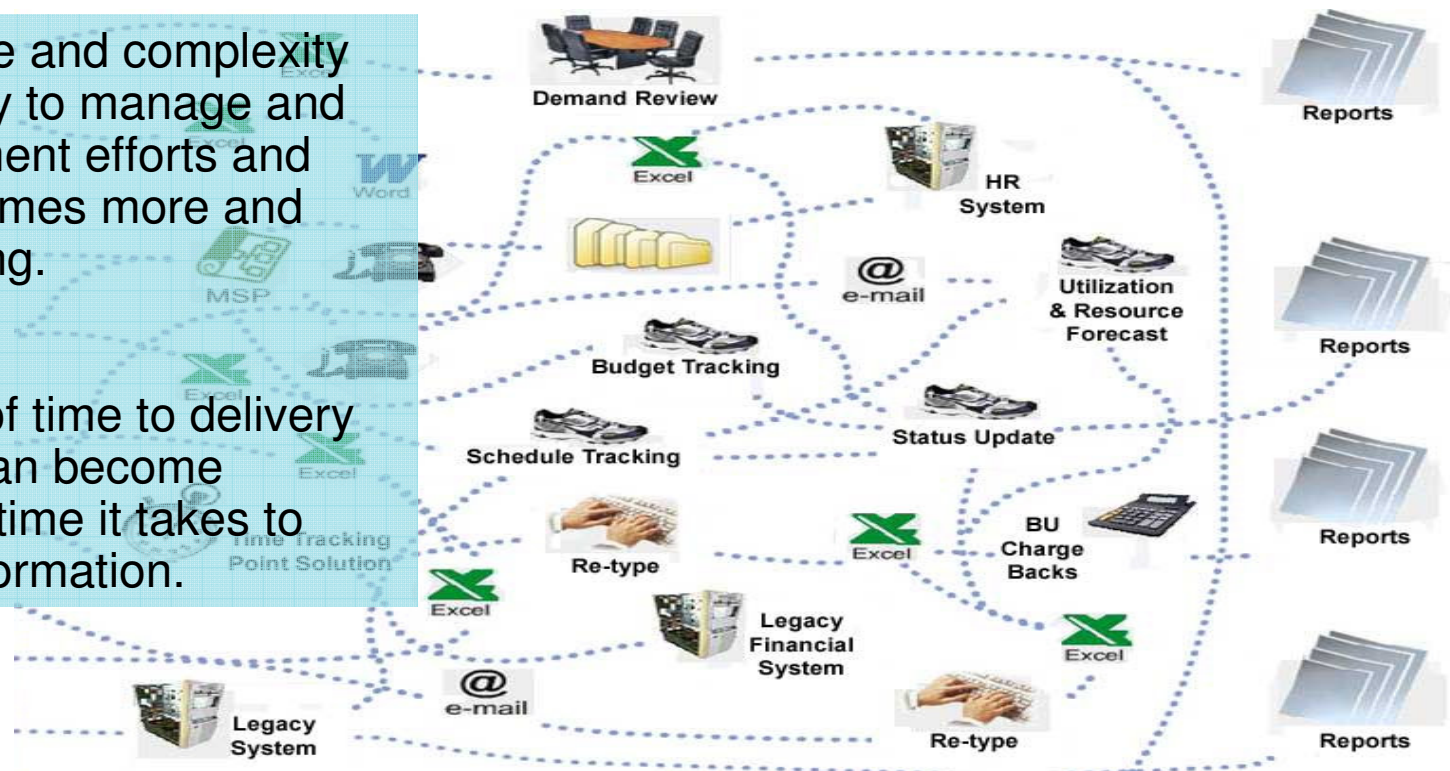 e and complexity
y to manage and
nent efforts and
mes more and
ng.
of time to delivery
an become
time it takes to
ormation.
Excel
Excel
Word
MSP
Excel
Excel
Time Tracking
Point Solution
Demand Review
Reports
Excel
HR
System
@
e-mail
Utilization
& Resource
Forecast
Reports
Budget Tracking
Status Update
Schedule Tracking
Re-type
Excel
BU
Charge
Backs
Reports
Excel
Legacy
Financial
System
Excel
@
e-mail
Legacy
System
Re-type
Reports